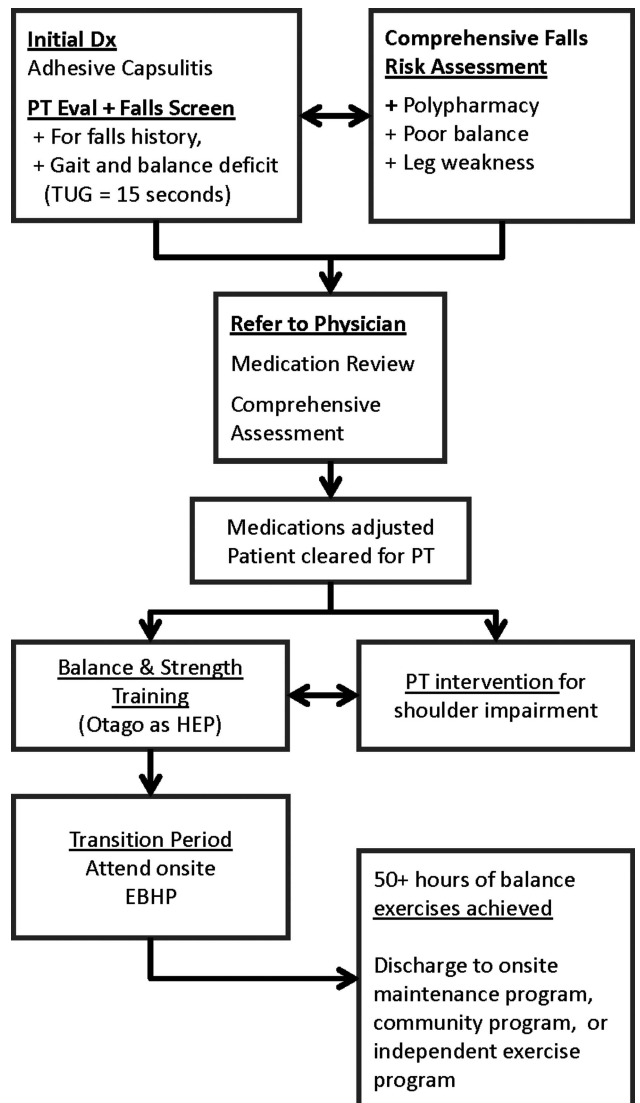 Initial Dx
Adhesive Capsulitis
PT Eval + Falls Screen
+ For falls history,
+ Gait and balance deficit
(TUG = 15 seconds)
Comprehensive Falls
Risk Assessment
+ Polypharmacy
+ Poor balance
+ Leg weakness
Refer to Physician
Medication Review
Comprehensive
Assessment
Medications adjusted
Patient cleared for PT
Balance & Strength
Training
(Otago as HEP)
PT intervention for
shoulder impairment
Transition Period
Attend onsite
EBHP
50+ hours of balance
exercises achieved
Discharge to onsite
maintenance program,
community program, or
independent exercise
program